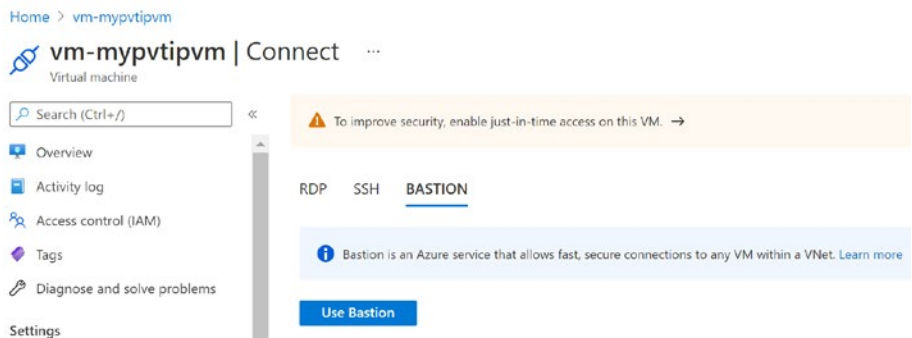 Home > vm-mypvtipvm
vm-mypvtipvm | Connect ...
Virtual machine
Search (Ctrl+/)
«
Overview
Activity log
Access control (IAM)
Tags
Diagnose and solve problems
Settings
To improve security, enable just-in-time access on this VM. →
RDP SSH BASTION
Bastion is an Azure service that allows fast, secure connections to any VM within a VNet. Learn more
Use Bastion